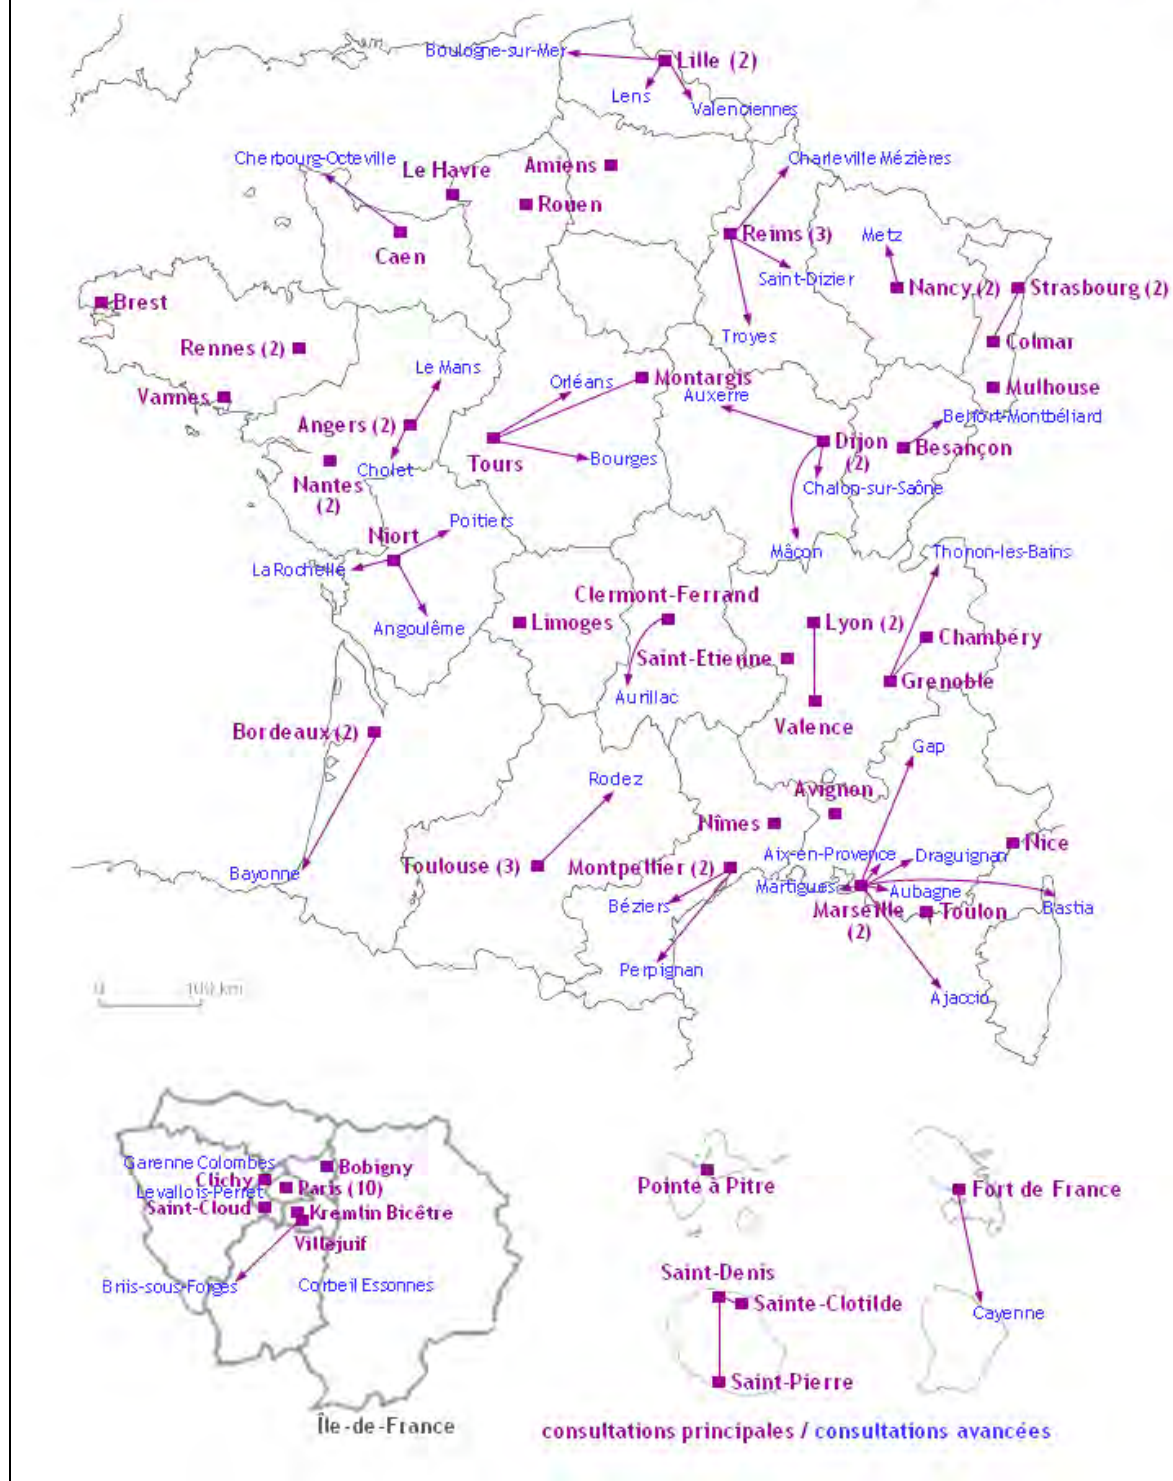 Boulogne-sur-Mer
Lille (2)
Lens
Valenciennes
Cherbourg-Octeville
Le Havre
Amiens
Charleville Mézières
Rouen
Caen
Reims (3)
Metz
Saint-Dizier
Nancy (2)
Strasbourg (2)
Brest
Troyes
Colmar
Rennes (2)
Le Mans
Orléans
Montargis
Auxerre
Mulhouse
Vannes
Angers (2)
Belfort-Montbéliard
Tours
Bourges
Dijon
(2)
Besançon
Cholet
Nantes
(2)
Chalon-sur-Saône
Poitiers
Niort
Mâcon
Thonon-les-Bains
La Rochelle
Clermont-Ferrand
Angoulême
Limoges
Lyon (2)
Chambéry
Saint-Etienne
Grenoble
Aurillac
Valence
Bordeaux (2)
Gap
Rodez
Avignon
Nîmes
Nice
Aix-en-Provence
Draguignan
Bayonne
Toulouse (3)
Montpellier (2)
Martigues
Aubagne
Béziers
Marseille
(2)
Toulon
Bastia
Perpignan
Ajaccio
0
100 km
Garenne Colombes
Bobigny
Clichy
Paris (10)
Levallois-Perret
Saint-Cloud
Kremlin Bicêtre
Villejuif
Briis-sous-Forges
Corbeil Essonnes
Île-de-France
Pointe à Pitre
Fort de France
Saint-Denis
Sainte-Clotilde
Cayenne
Saint-Pierre
consultations principales / consultations avancées